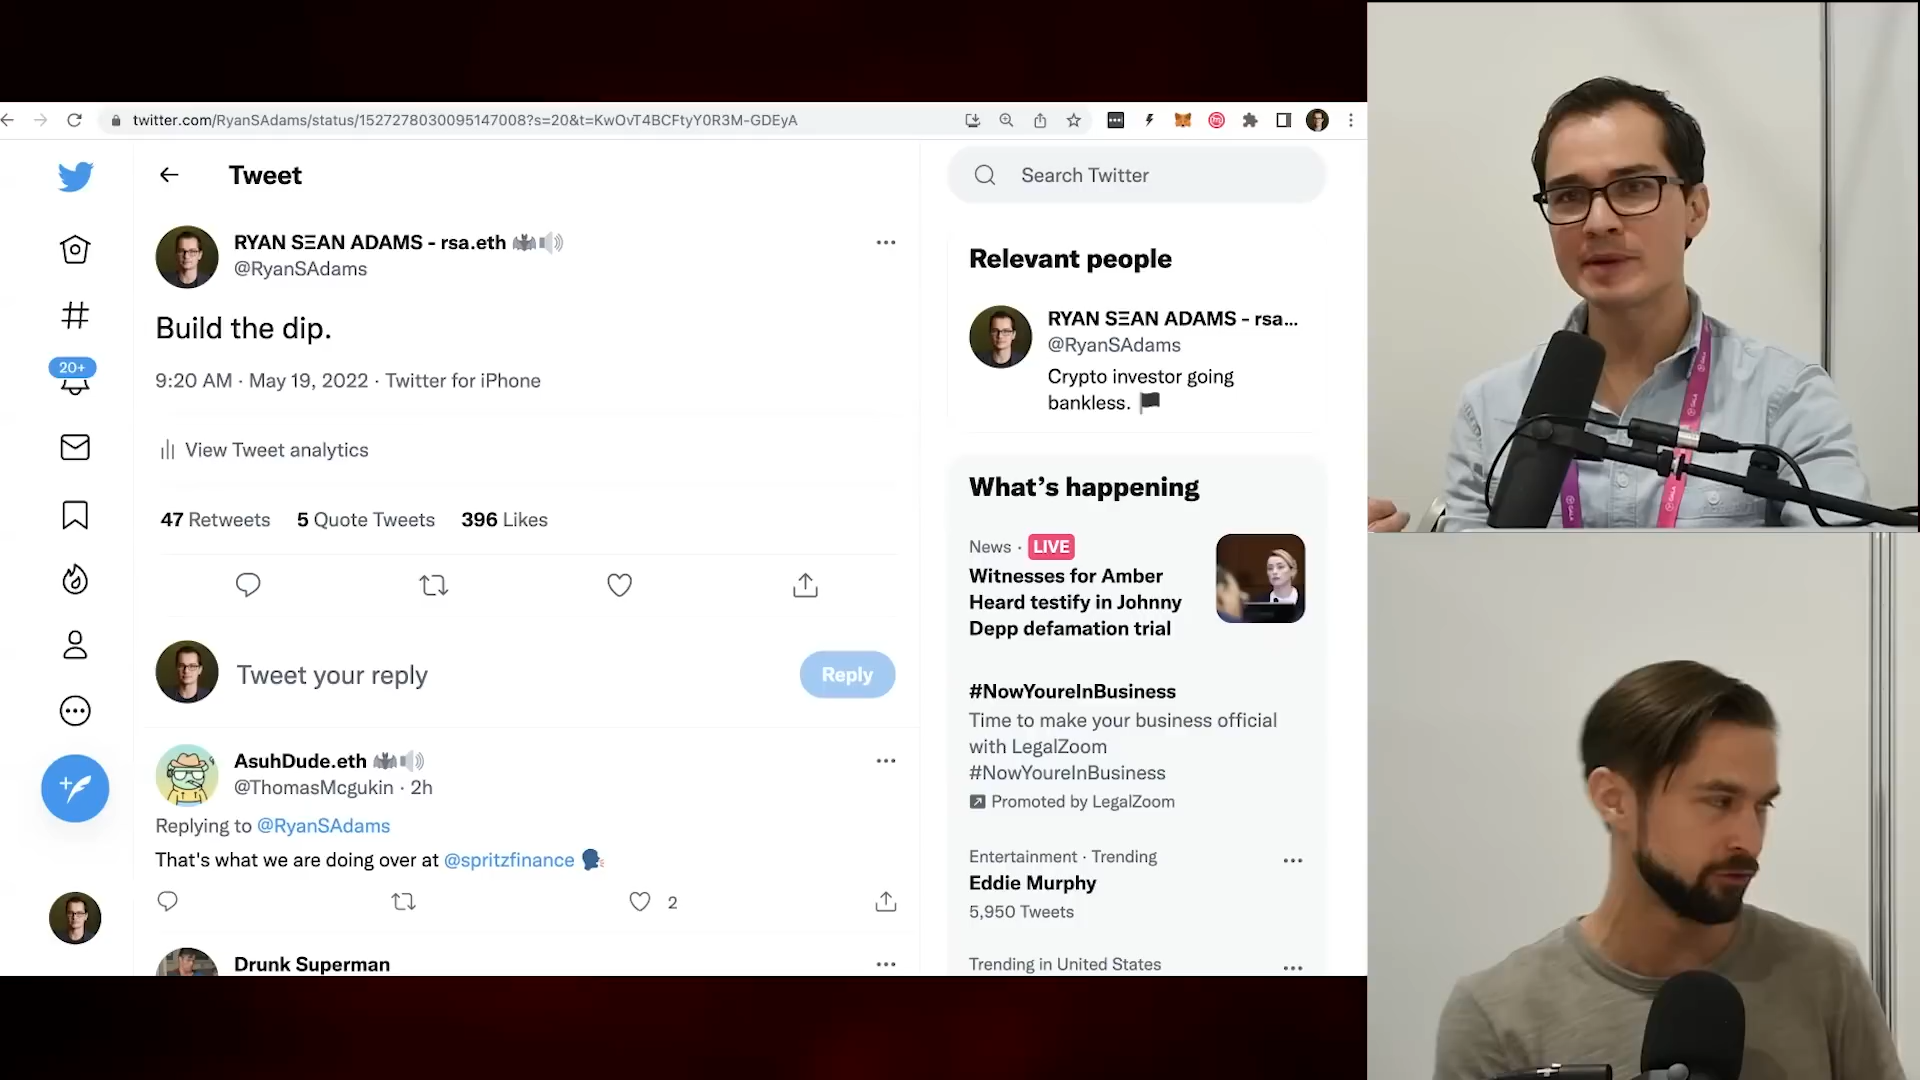 twitter.com/RyanSAdams/status/1527278030095147008?s=20&t=KwOvT4BCFtyY0R3M-GDEyA
Tweet
RYAN SΞAN ADAMS - rsa.eth 🦇🔊
@RyanSAdams
Build the dip.
9:20 AM · May 19, 2022 · Twitter for iPhone
View Tweet analytics
47 Retweets 5 Quote Tweets 396 Likes
20+
Tweet your reply
Reply
AsuhDude.eth 🦇🔊
@ThomasMcgukin · 2h
Replying to @RyanSAdams
That's what we are doing over at @spritzfinance 🗣
2
Drunk Superman
Search Twitter
Relevant people
RYAN SΞAN ADAMS - rsa...
@RyanSAdams
Crypto investor going
bankless. 🏴
What's happening
News · LIVE
Witnesses for Amber
Heard testify in Johnny
Depp defamation trial
#NowYoureInBusiness
Time to make your business official
with LegalZoom
#NowYoureInBusiness
Promoted by LegalZoom
Entertainment · Trending
Eddie Murphy
5,950 Tweets
Trending in United States
GALA
GALA
GALA